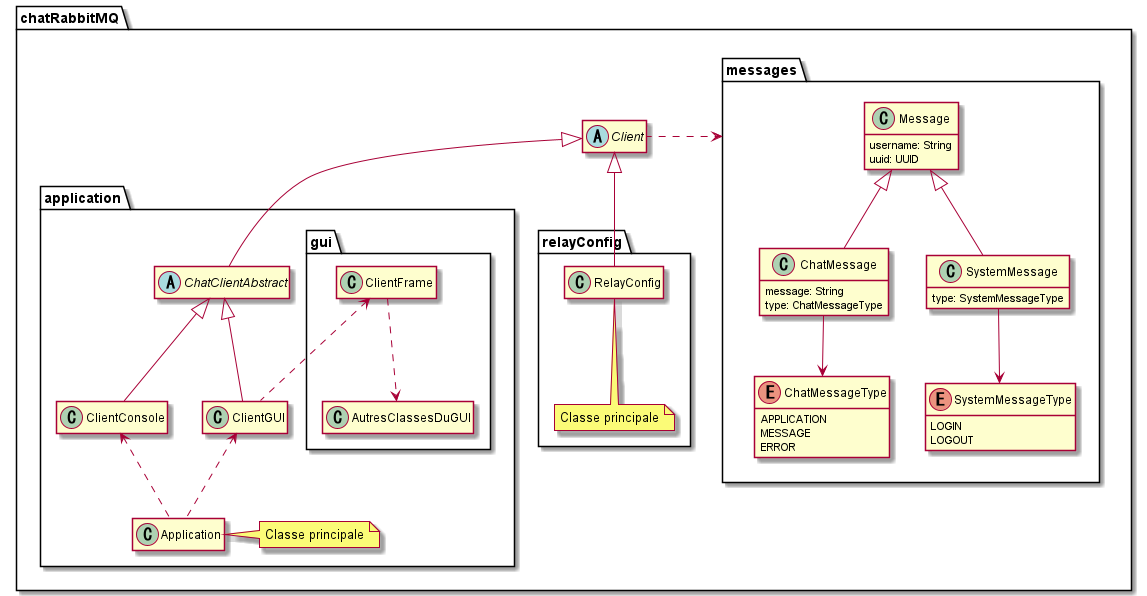 chatRabbitMQ
messages
C Message
username: String
uuid: UUID
A Client
application
gui
relayConfig
A ChatClientAbstract
C ClientFrame
C RelayConfig
C ChatMessage
message: String
type: ChatMessageType
C SystemMessage
type: SystemMessageType
C ClientConsole
C ClientGUI
C AutresClassesDuGUI
Classe principale
E ChatMessageType
APPLICATION
MESSAGE
ERROR
E SystemMessageType
LOGIN
LOGOUT
C Application
Classe principale